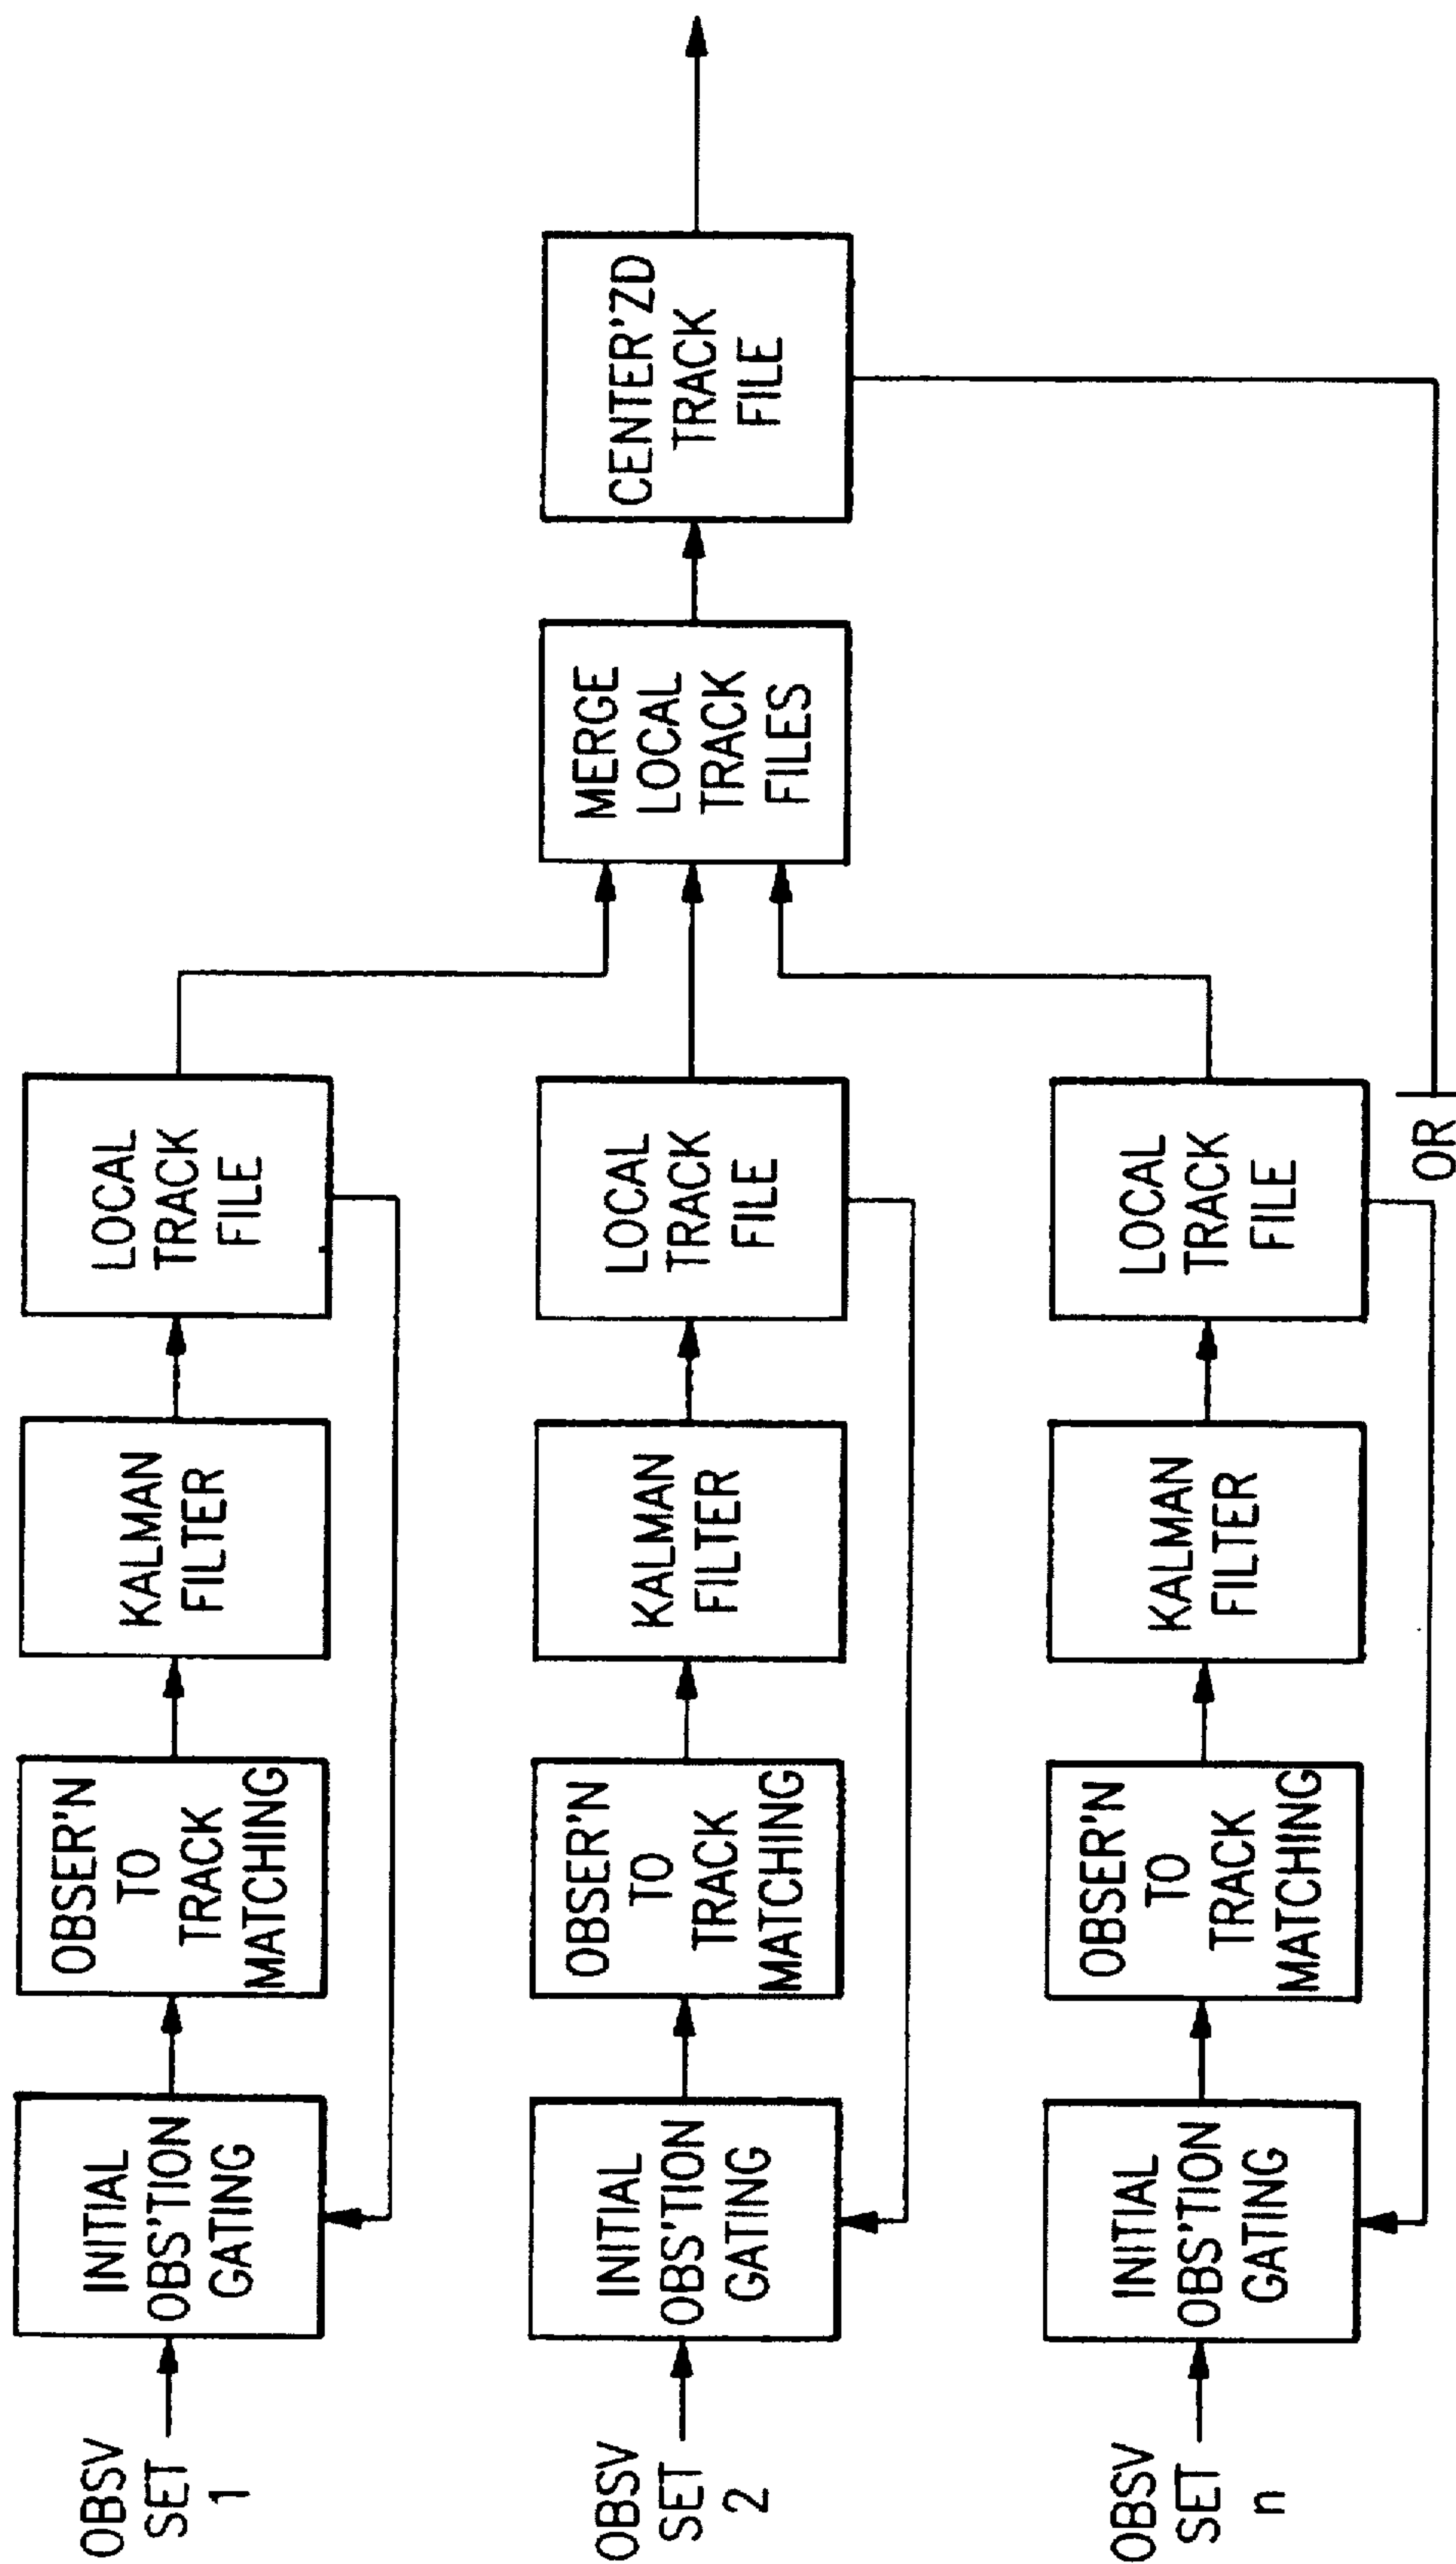 OBSV
SET
1
INITIAL
OBS'TION
GATING
OBSER'N
TO
TRACK
MATCHING
KALMAN
FILTER
LOCAL
TRACK
FILE
OBSV
SET
2
INITIAL
OBS'TION
GATING
OBSER'N
TO
TRACK
MATCHING
KALMAN
FILTER
LOCAL
TRACK
FILE
MERGE
LOCAL
TRACK
FILES
CENTER'ZD
TRACK
FILE
OBSV
SET
n
INITIAL
OBS'TION
GATING
OBSER'N
TO
TRACK
MATCHING
KALMAN
FILTER
LOCAL
TRACK
FILE
OR